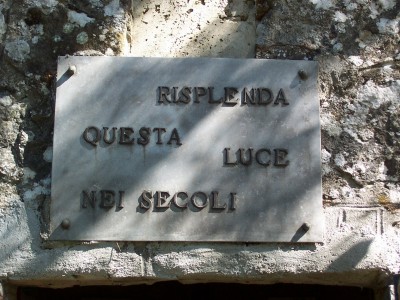 RISPLENDA
QUESTA
LUCE
NEI SECOLI